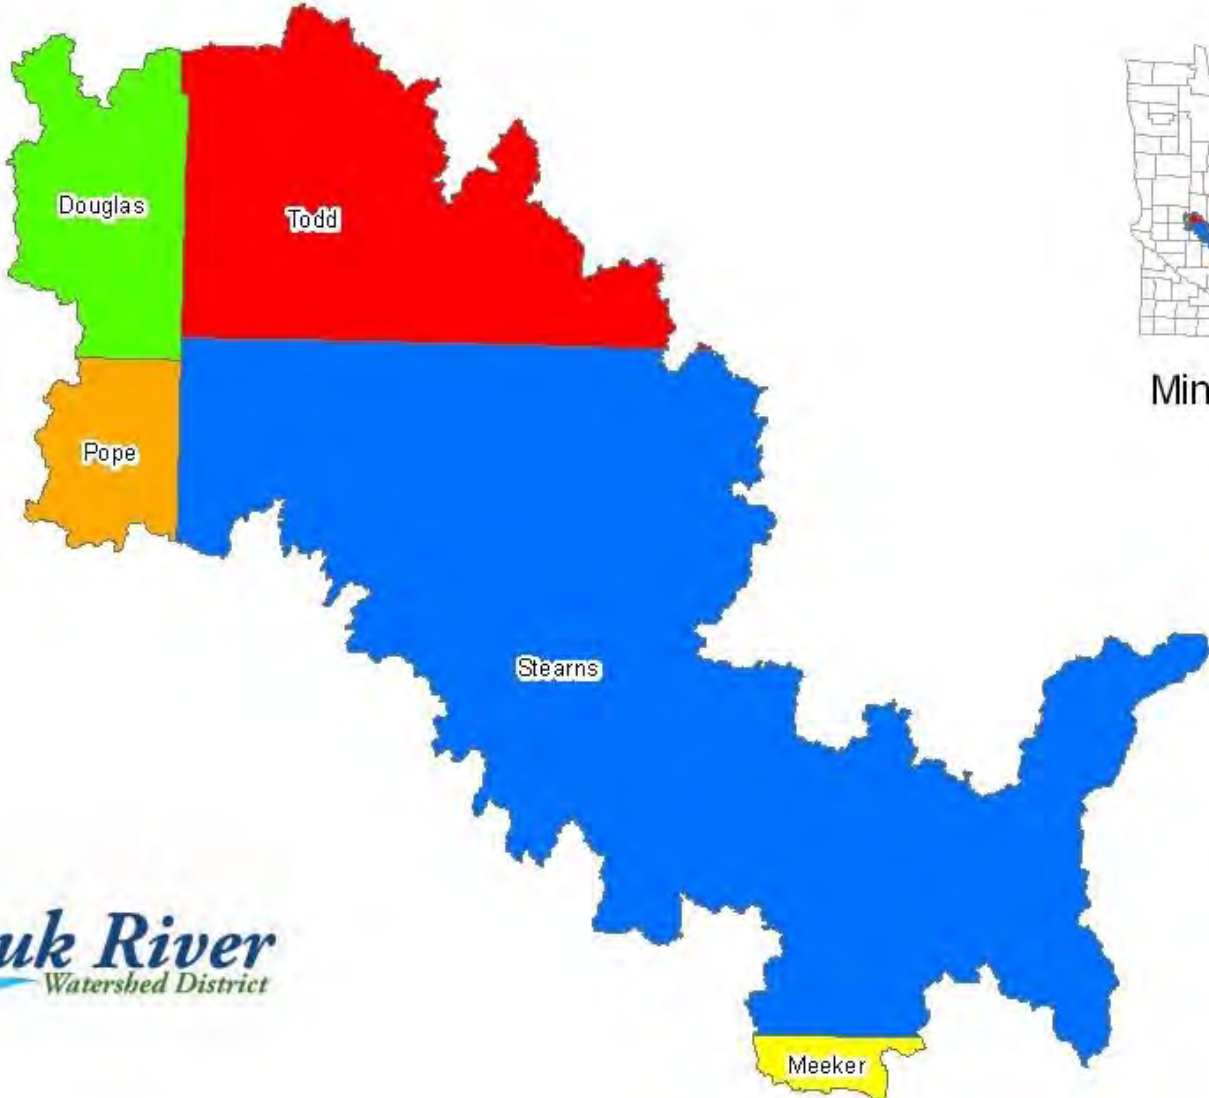 Douglas
Todd
Min
Pope
Stearns
uk River
Watershed District
Meeker